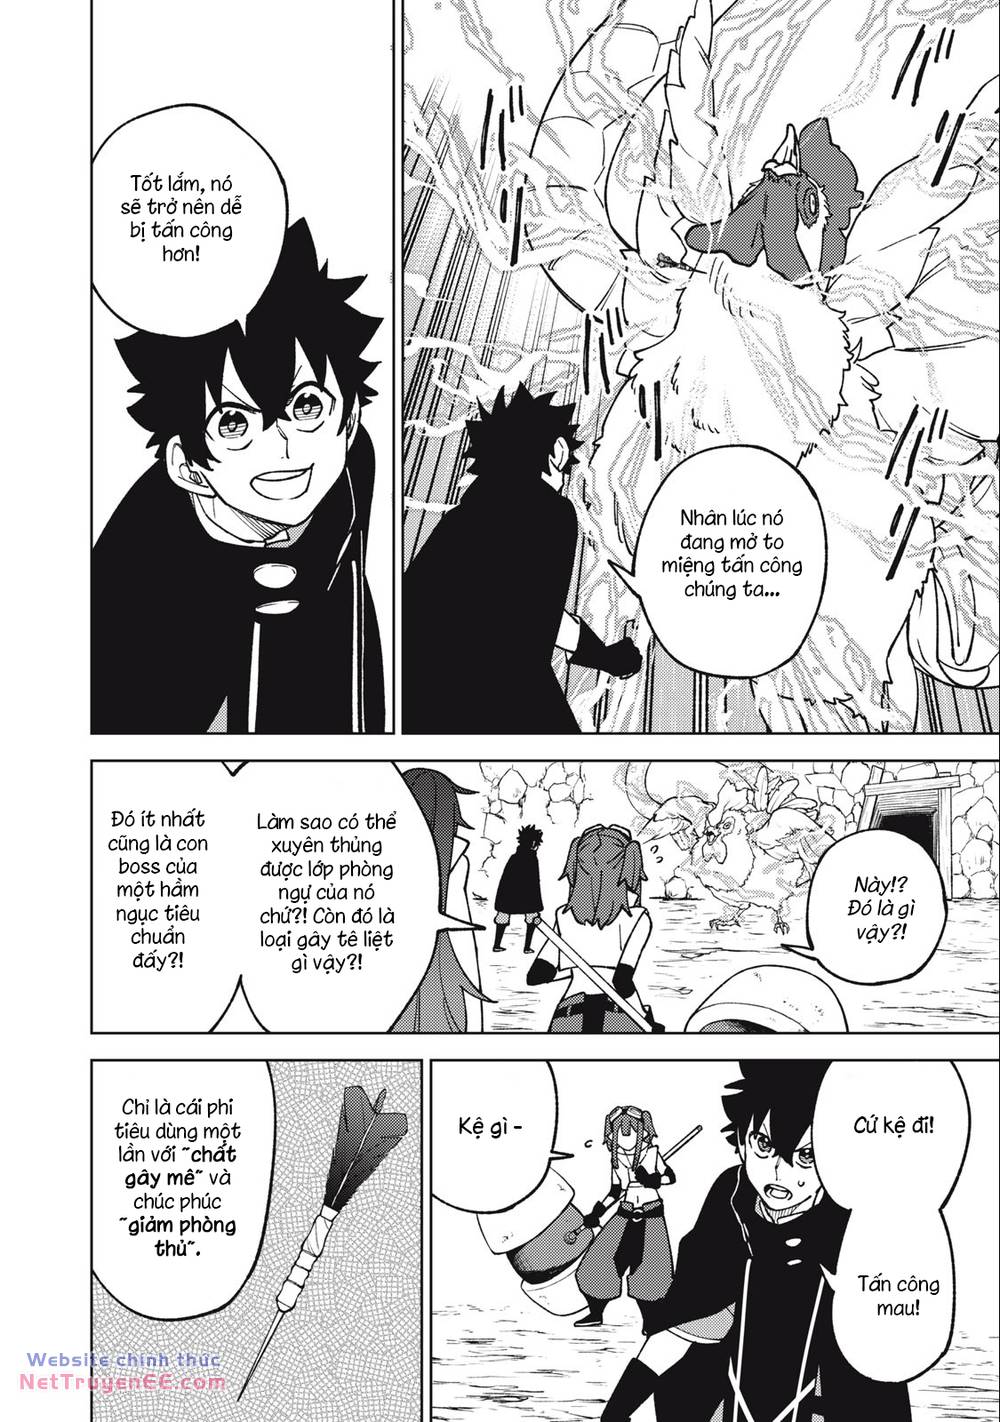 Nhân lúc nó
đang mở to
miệng tấn công
chúng ta...
Tốt lắm, nó
sẽ trở nên dễ
bị tấn công
hơn!
Này!?
Đó là gì
vậy?!
Làm sao có thể
xuyên thủng
được lớp phòng
ngự của nó
chứ?! Còn đó là
loại gây tê liệt
gì vậy?!
Đó ít nhất
cũng là con
boss của
một hầm
ngục tiêu
chuẩn
đấy?!
Cứ kệ đi!
Tấn công
mau!
Kệ gì -
Chỉ là cái phi
tiêu dùng một
lần với "chất
gây mê" và
chúc phúc
"giảm phòng
thủ".
Website chính thức
NetTruyenEE.com